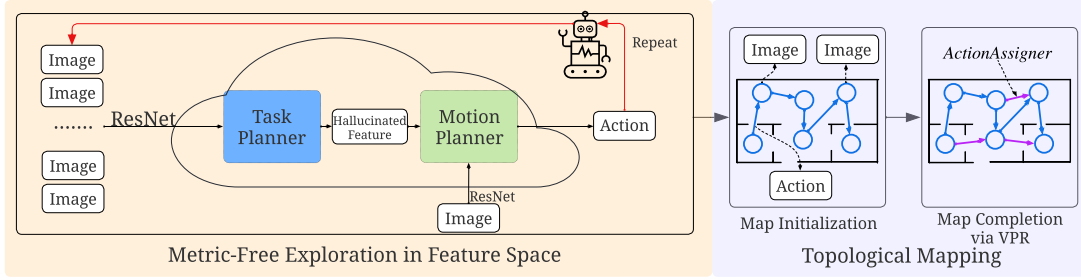 Image
Image
.......
Image
Image
ResNet
Task
Planner
Hallucinated
Feature
Motion
Planner
ResNet
Image
Action
Repeat
Metric-Free Exploration in Feature Space
Image
Image
Action
Map Initialization
ActionAssigner
Map Completion
via VPR
Topological Mapping